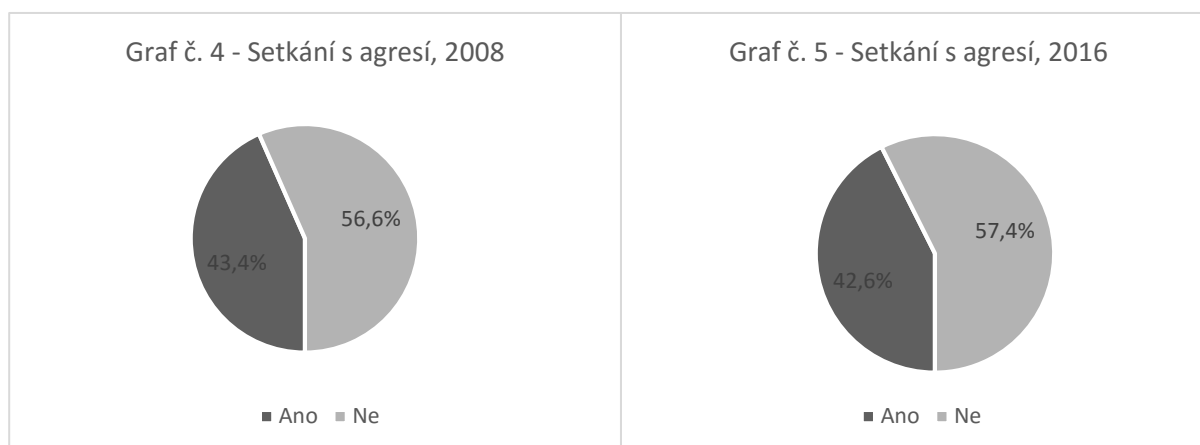 Graf č. 4 - Setkání s agresí, 2008
56,6%
43,4%
Ano Ne
Graf č. 5 - Setkání s agresí, 2016
57,4%
42,6%
Ano Ne